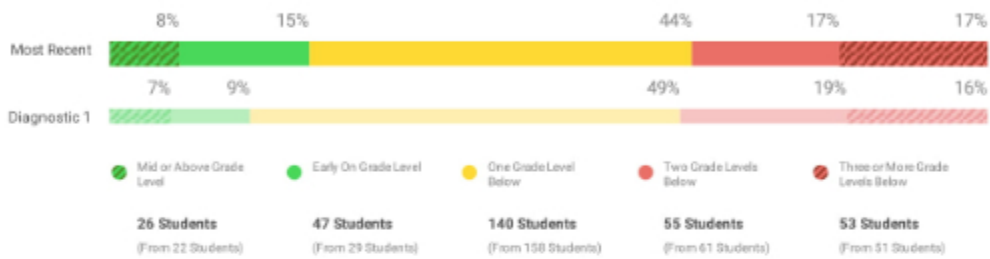 8% 15% 44% 17% 17%
Most Recent
7% 9% 49% 19% 16%
Diagnostic 1
Mid or Above Grade
Level
Early On Grade Level
One Grade Level
Below
Two Grade Levels
Below
Three or More Grade
Levels Below
26 Students
(From 22 Students)
47 Students
(From 29 Students)
140 Students
(From 158 Students)
55 Students
(From 61 Students)
53 Students
(From 51 Students)